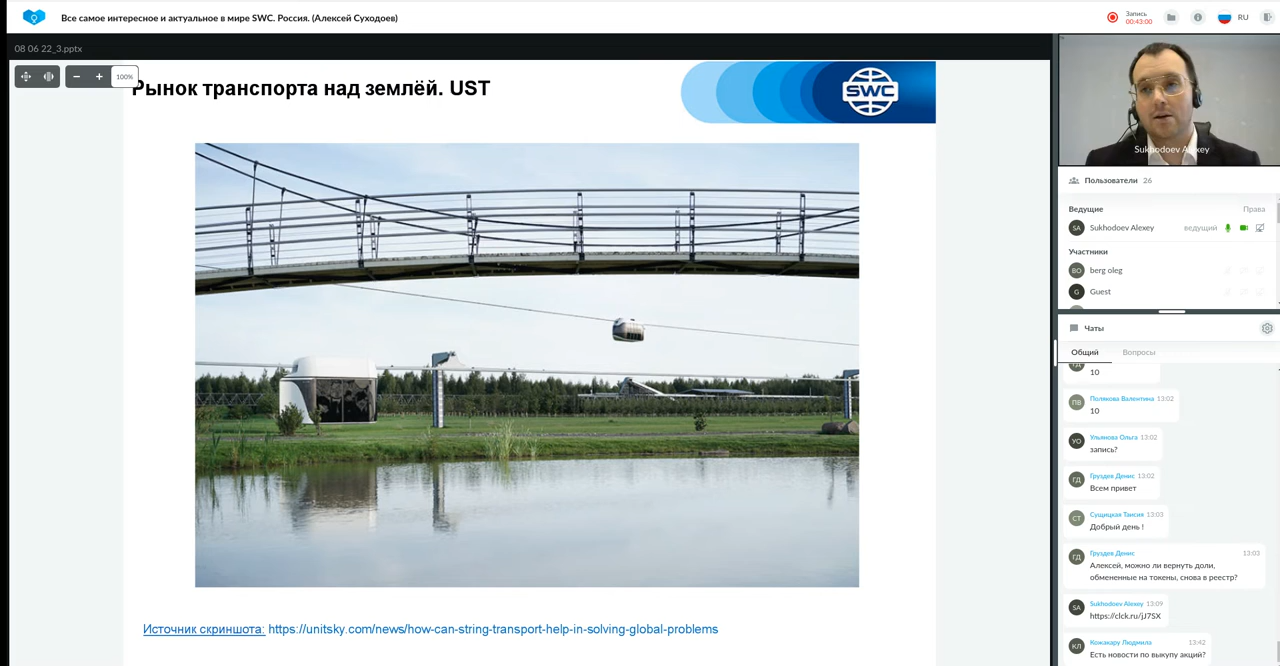 Все самое интересное и актуальное в мире SWC. Россия. (Алексей Суходоев)
Запись
00:43:00
RU
08 06 22_3.pptx
100%
Рынок транспорта над землёй. UST
SWC
Источник скриншота: https://unitsky.com/news/how-can-string-transport-help-in-solving-global-problems
Sukhodoev Alexey
Пользователи 26
Ведущие Права
SA Sukhodoev Alexey ведущий
Участники
BO berg oleg
G Guest
Чаты
Общий Вопросы
ГД
10
ПВ Полякова Валентина 13:02
10
УО Ульянова Ольга 13:02
запись?
ГД Груздев Денис 13:02
Всем привет
СТ Сущицкая Таисия 13:03
Добрый день !
ГД Груздев Денис 13:03
Алексей, можно ли вернуть доли,
обмененные на токены, снова в реестр?
SA Sukhodoev Alexey 13:09
https://clck.ru/jJ7SX
КЛ Кожакару Людмила 13:42
Есть новости по выкупу акций?